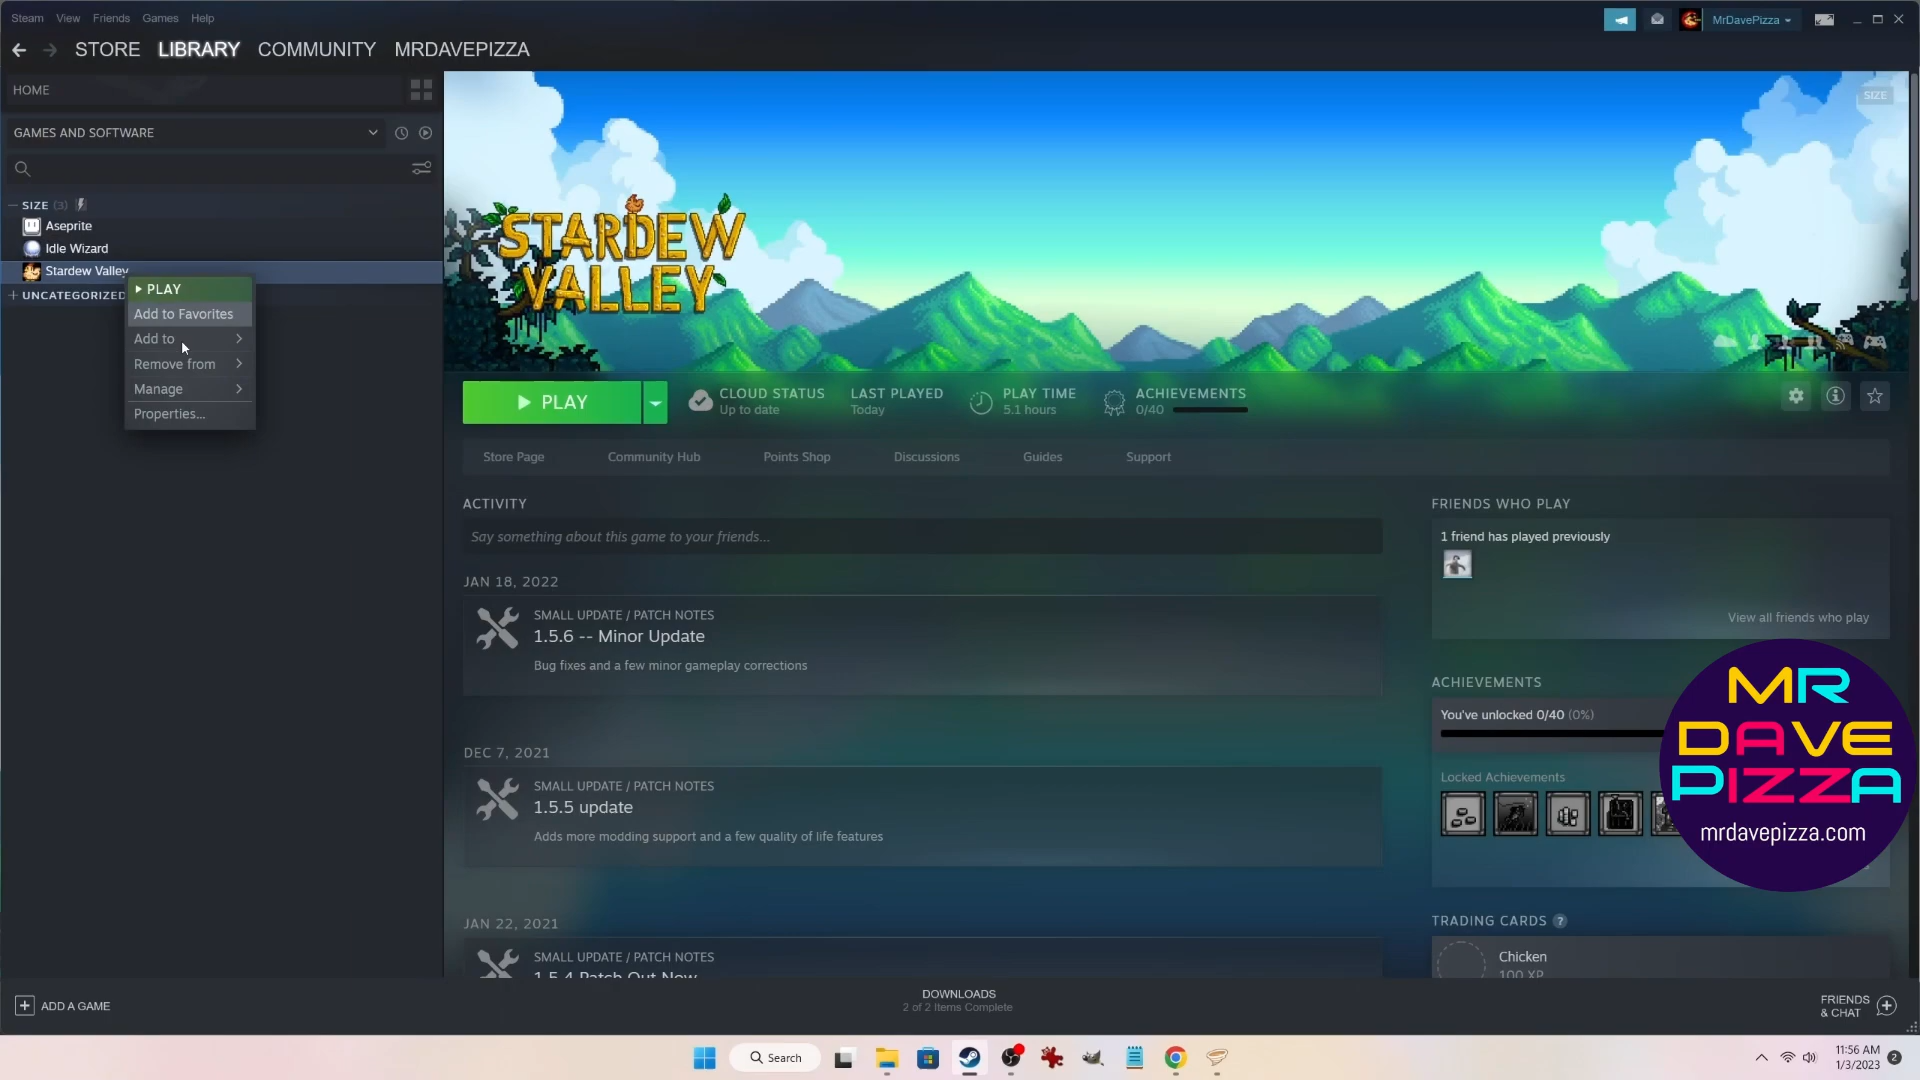 Steam View Friends Games Help
MrDavePizza
STORE LIBRARY COMMUNITY MRDAVEPIZZA
HOME
GAMES AND SOFTWARE
SIZE (3)
Aseprite
Idle Wizard
Stardew Valley
UNCATEGORIZED
PLAY
Add to Favorites
Add to
Remove from
Manage
Properties...
SIZE
STARDEW
VALLEY
PLAY
CLOUD STATUS
Up to date
LAST PLAYED
Today
PLAY TIME
5.1 hours
ACHIEVEMENTS
0/40
Store Page Community Hub Points Shop Discussions Guides Support
ACTIVITY
Say something about this game to your friends...
JAN 18, 2022
SMALL UPDATE / PATCH NOTES
1.5.6 -- Minor Update
Bug fixes and a few minor gameplay corrections
DEC 7, 2021
SMALL UPDATE / PATCH NOTES
1.5.5 update
Adds more modding support and a few quality of life features
JAN 22, 2021
SMALL UPDATE / PATCH NOTES
1.5.4 Patch Out Now
FRIENDS WHO PLAY
1 friend has played previously
View all friends who play
ACHIEVEMENTS
You've unlocked 0/40 (0%)
Locked Achievements
MR
DAVE
PIZZA
mrdavepizza.com
TRADING CARDS ?
Chicken
100 XP
ADD A GAME
DOWNLOADS
2 of 2 Items Complete
FRIENDS
& CHAT
Search
11:56 AM
1/3/2023
2